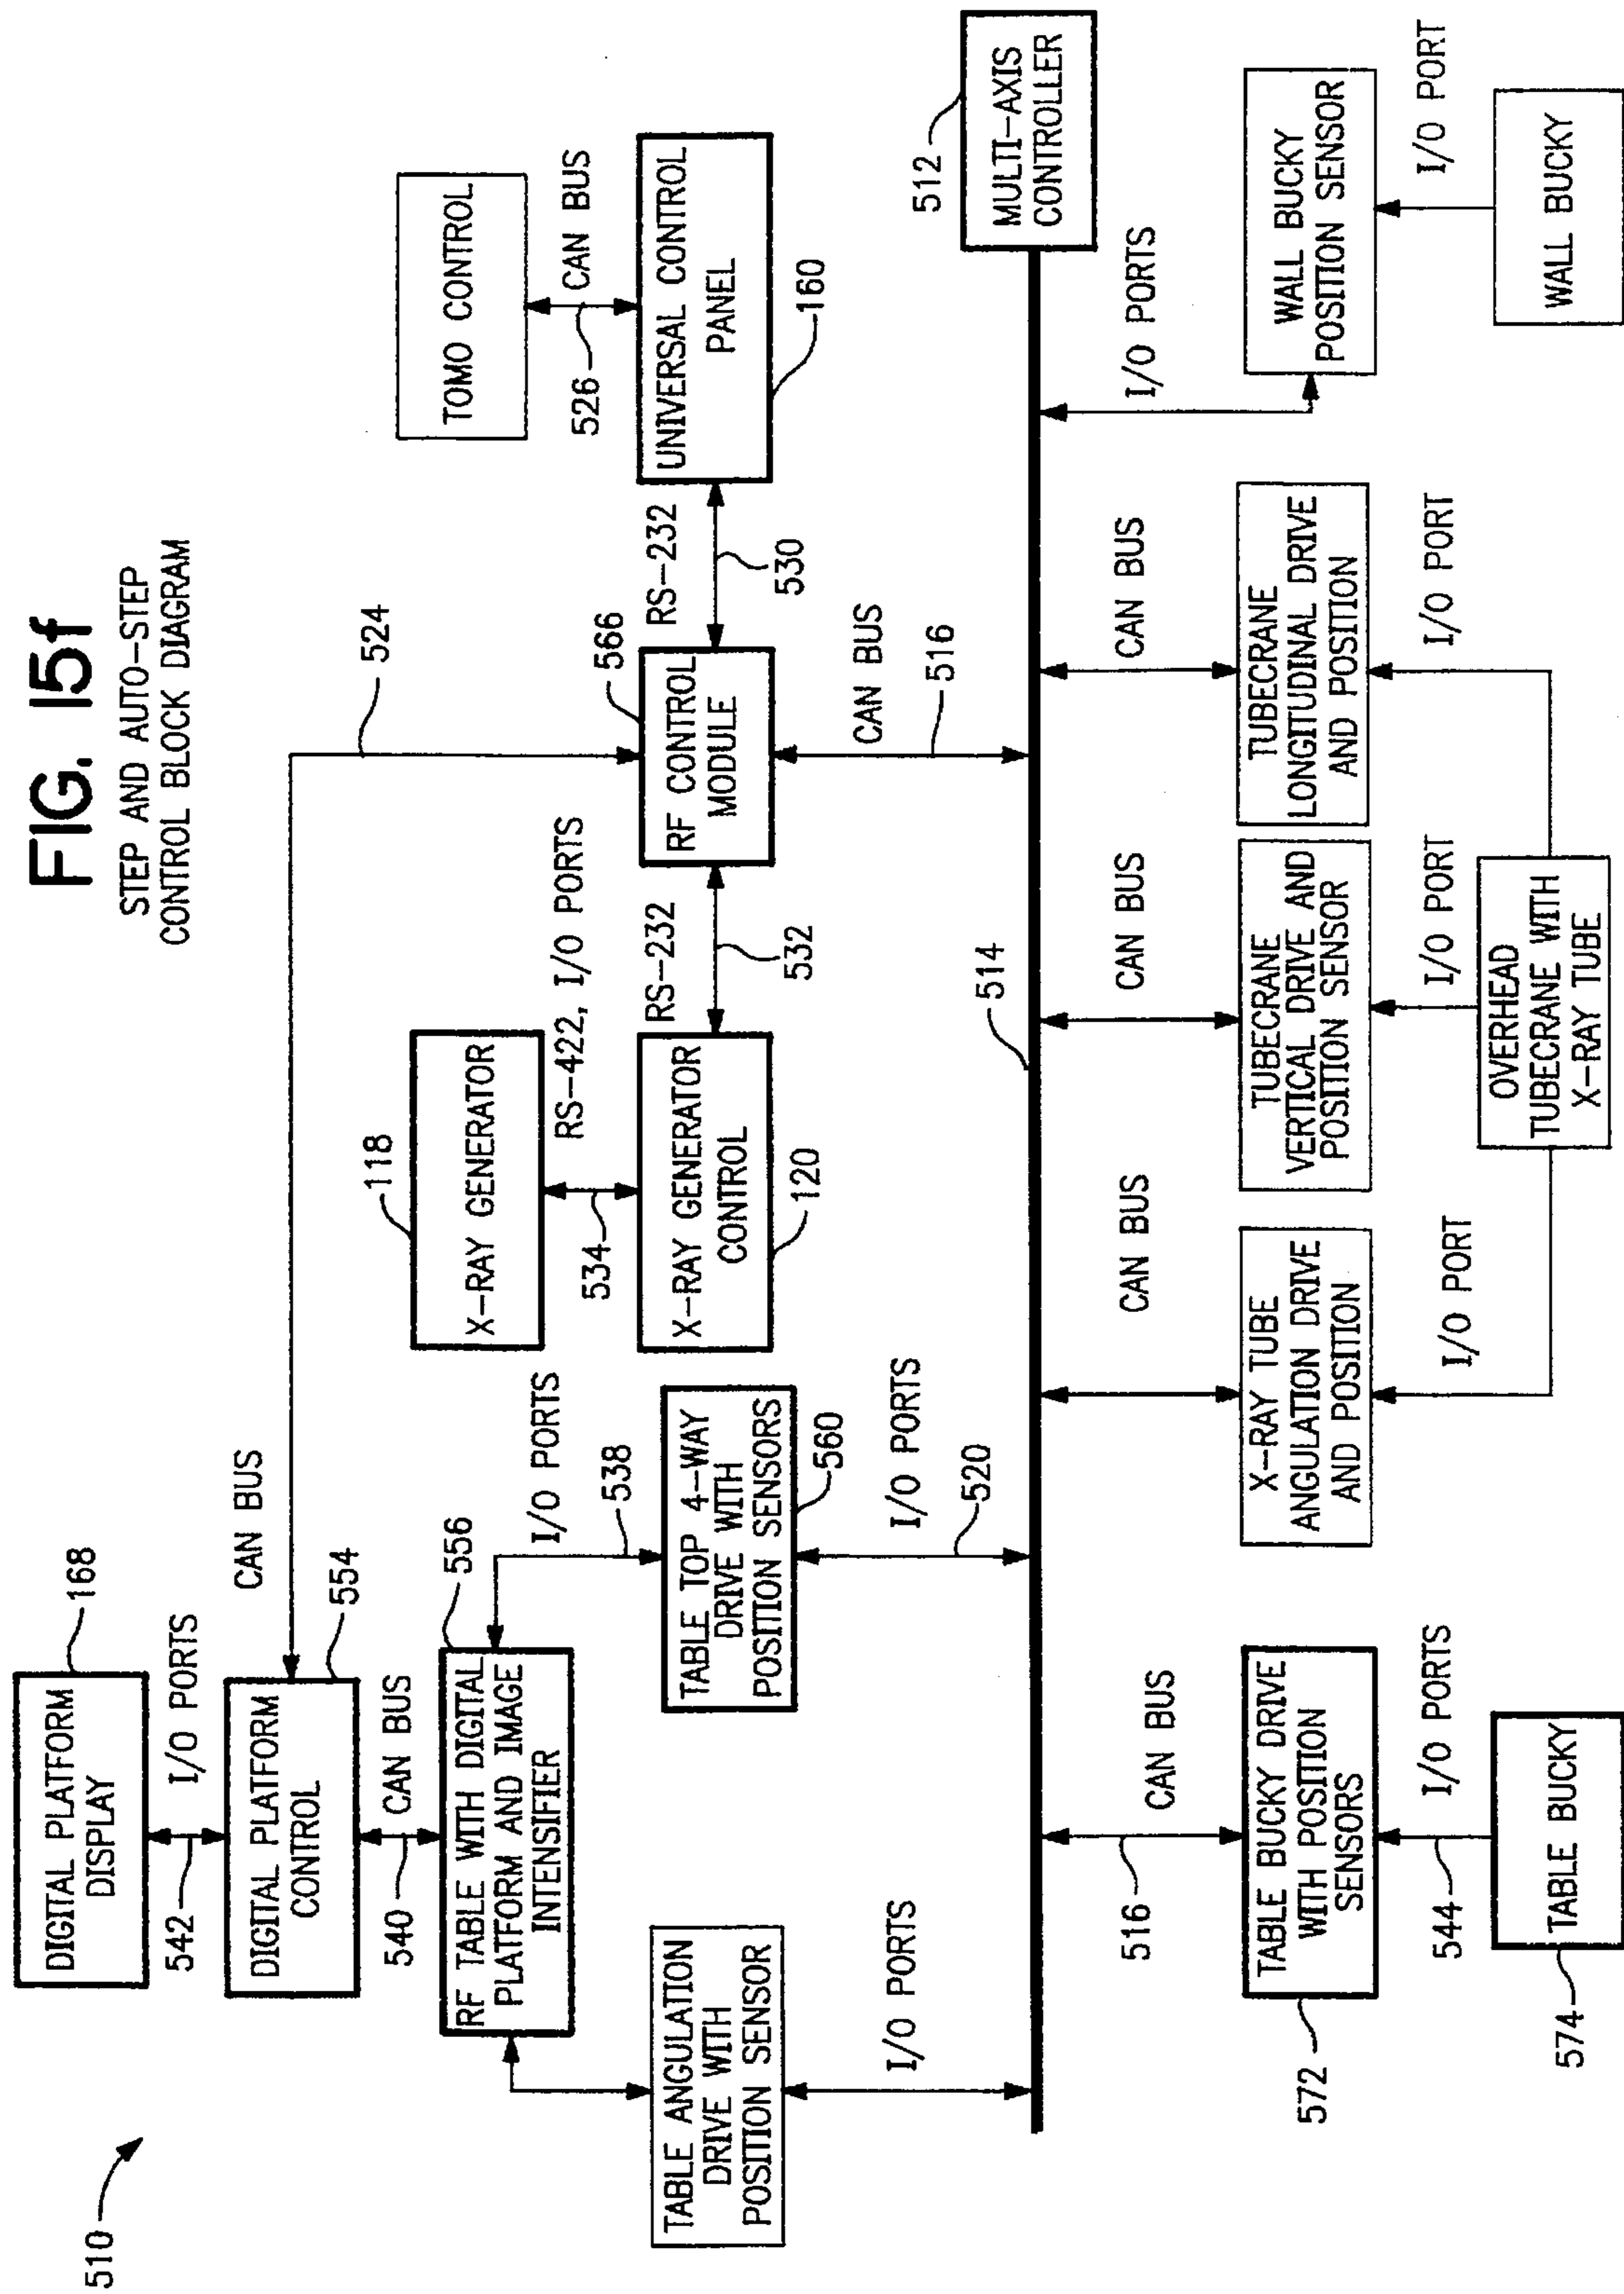 FIG. 15f
STEP AND AUTO-STEP
CONTROL BLOCK DIAGRAM
510
DIGITAL PLATFORM
DISPLAY
168
542
I/O PORTS
DIGITAL PLATFORM
CONTROL
554
CAN BUS
524
540
CAN BUS
RF TABLE WITH DIGITAL
PLATFORM AND IMAGE
INTENSIFIER
556
I/O PORTS
538
TABLE ANGULATION
DRIVE WITH
POSITION SENSOR
I/O PORTS
TABLE TOP 4-WAY
DRIVE WITH
POSITION SENSORS
560
I/O PORTS
520
118
X-RAY GENERATOR
534
RS-422, I/O PORTS
X-RAY GENERATOR
CONTROL
120
RS-232
532
566
RF CONTROL
MODULE
CAN BUS
516
RS-232
530
TOMO CONTROL
526
CAN BUS
UNIVERSAL CONTROL
PANEL
160
512
MULTI-AXIS
CONTROLLER
514
516
CAN BUS
TABLE BUCKY DRIVE
WITH POSITION
SENSORS
572
544
I/O PORTS
TABLE BUCKY
574
CAN BUS
X-RAY TUBE
ANGULATION DRIVE
AND POSITION
I/O PORT
CAN BUS
TUBECRANE
VERTICAL DRIVE AND
POSITION SENSOR
I/O PORT
OVERHEAD
TUBECRANE WITH
X-RAY TUBE
CAN BUS
TUBECRANE
LONGITUDINAL DRIVE
AND POSITION
I/O PORT
I/O PORTS
WALL BUCKY
POSITION SENSOR
I/O PORT
WALL BUCKY